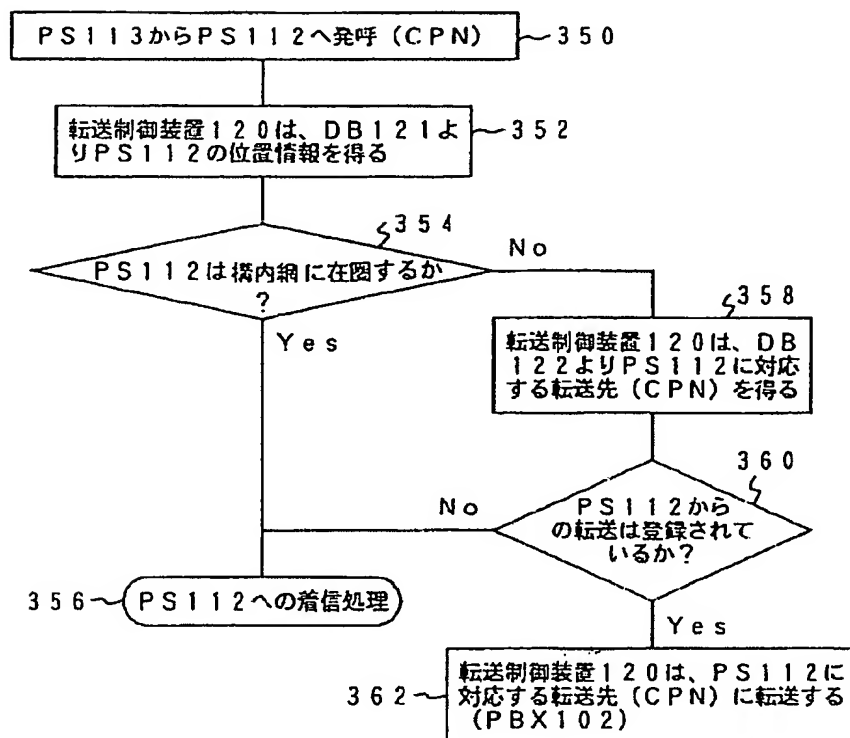 PS113からPS112へ発呼(CPN)
350
転送制御装置120は、DB121よ
りPS112の位置情報を得る
352
354
PS112は構内網に在圏するか
?
No
Yes
358
転送制御装置120は、DB
122よりPS112に対応
する転送先(CPN)を得る
360
PS112から
の転送は登録されて
いるか?
No
Yes
356
PS112への着信処理
362
転送制御装置120は、PS112に
対応する転送先(CPN)に転送する
(PBX102)